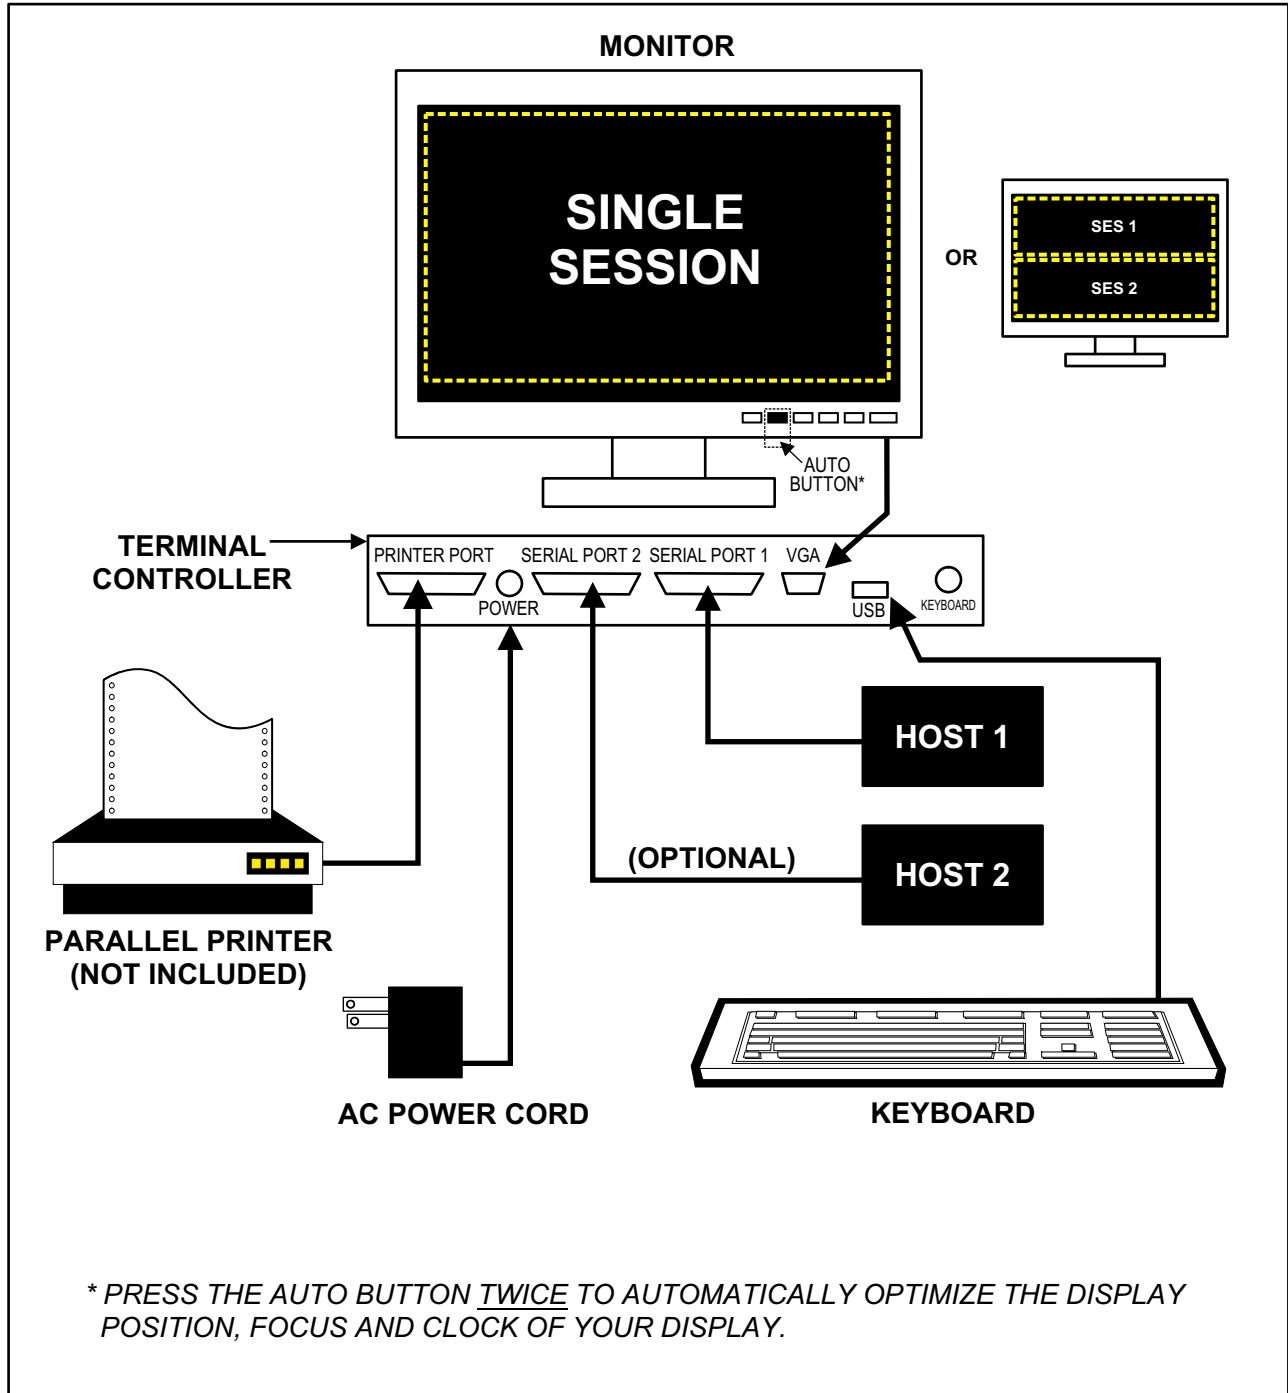 MONITOR
SINGLE
SESSION
OR
SES 1
SES 2
AUTO
BUTTON*
TERMINAL
CONTROLLER
PRINTER PORT
POWER
SERIAL PORT 2
SERIAL PORT 1
VGA
USB
KEYBOARD
HOST 1
(OPTIONAL)
HOST 2
PARALLEL PRINTER
(NOT INCLUDED)
AC POWER CORD
KEYBOARD
* PRESS THE AUTO BUTTON TWICE TO AUTOMATICALLY OPTIMIZE THE DISPLAY
POSITION, FOCUS AND CLOCK OF YOUR DISPLAY.